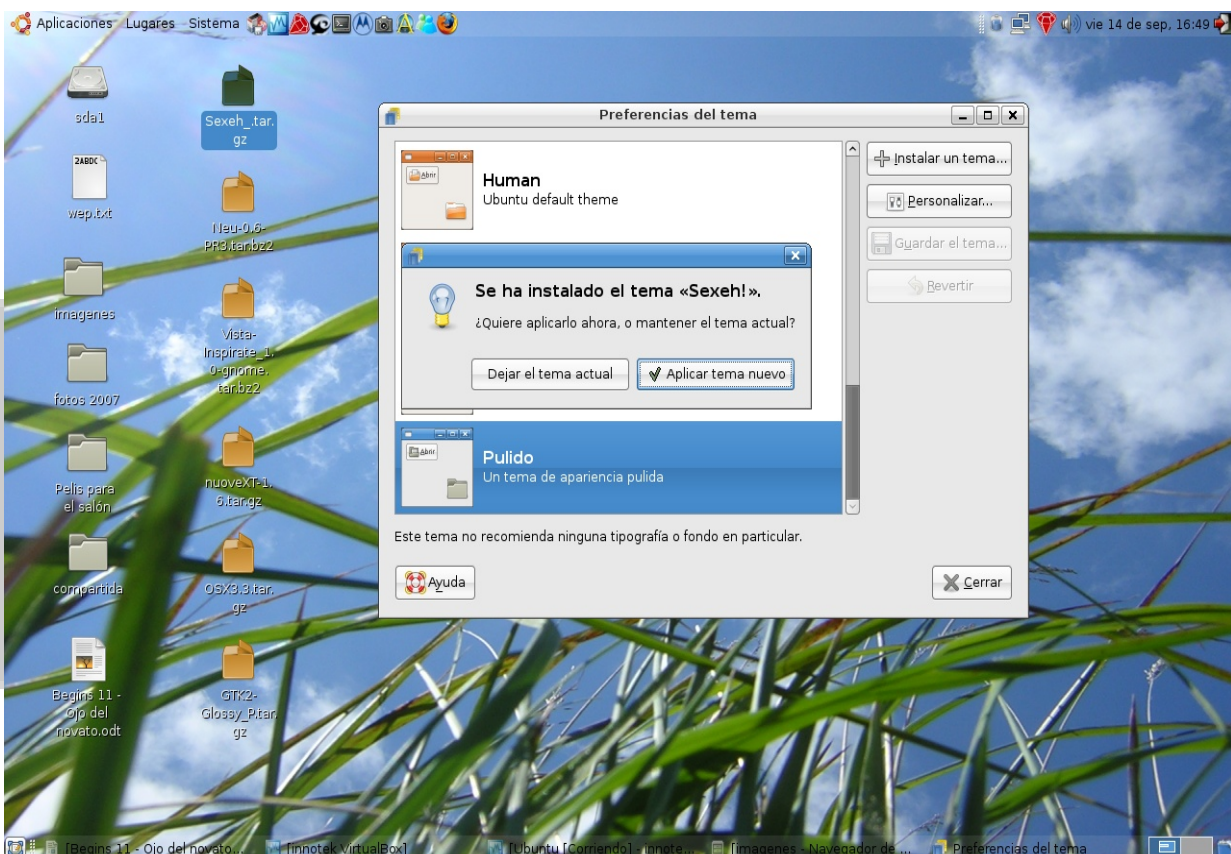 Aplicaciones Lugares Sistema
vie 14 de sep, 16:49
sda1
Sexeh_.tar.
gz
2ABDC
wep.txt
Neu-0.6-
PR3.tar.bz2
imagenes
Vista-
Inspirate_1.
0-gnome.
tar.bz2
fotos 2007
Pelis para
el salón
nuoveXT-1.
6.tar.gz
compartida
OSX3.3.tar.
gz
Begins 11 -
Ojo del
novato.odt
GTK2-
Glossy_P.tar.
gz
Preferencias del tema
Abrir
Human
Ubuntu default theme
Se ha instalado el tema «Sexeh!».
¿Quiere aplicarlo ahora, o mantener el tema actual?
Dejar el tema actual
Aplicar tema nuevo
Abrir
Pulido
Un tema de apariencia pulida
Instalar un tema...
Personalizar...
Guardar el tema...
Revertir
Este tema no recomienda ninguna tipografía o fondo en particular.
Ayuda
Cerrar
[Begins 11 - Ojo del novato...
[innotek VirtualBox]
[Ubuntu [Corriendo] - innote...
[imagenes - Navegador de ...
Preferencias del tema